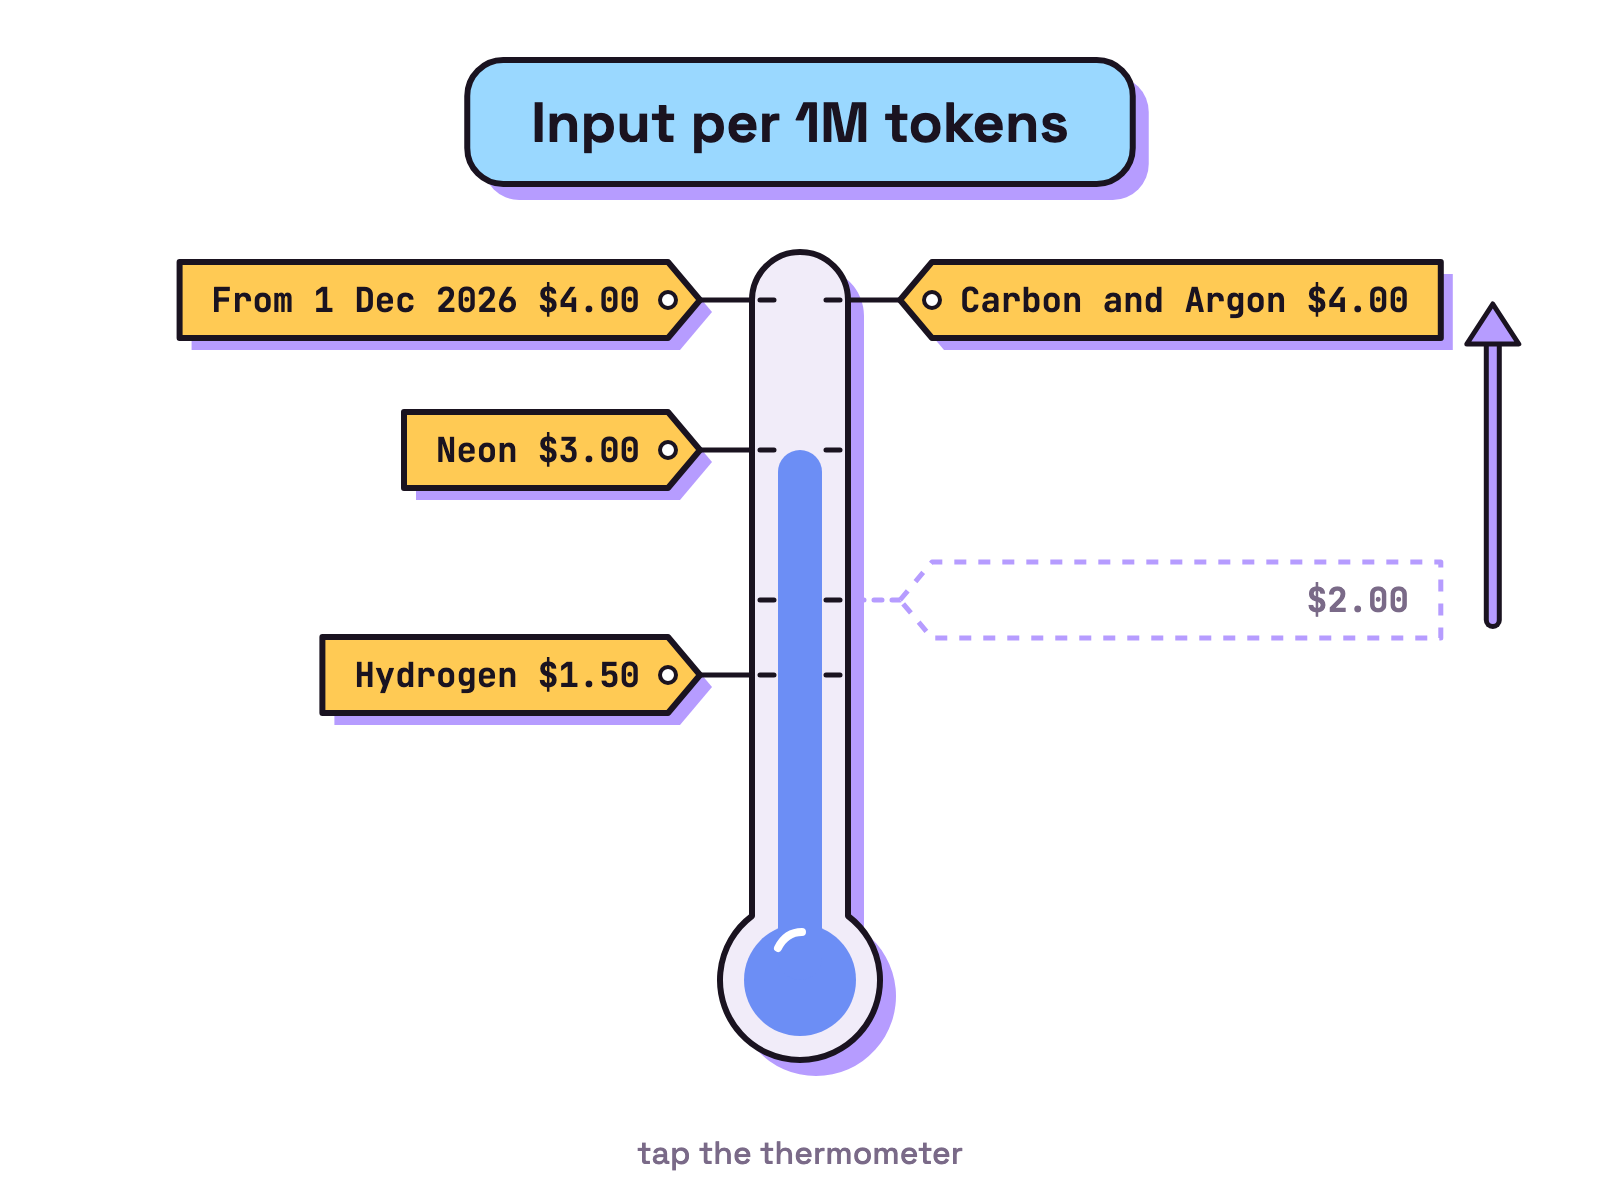 Input per 1M tokens
From 1 Dec 2026 $4.00
Carbon and Argon $4.00
Neon $3.00
$2.00
Hydrogen $1.50
tap the thermometer